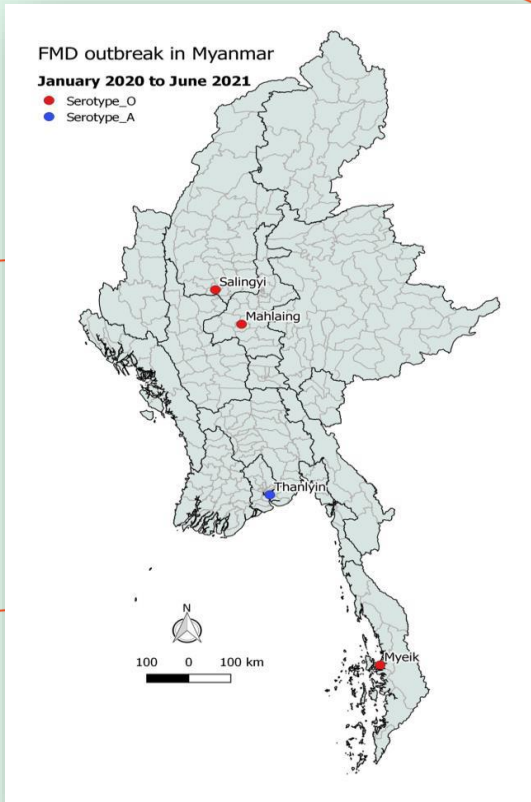 FMD outbreak in Myanmar
January 2020 to June 2021
Serotype_O
Serotype_A
Salingyi
Mahlaing
Thanlyin
Myeik
N
100 0 100 km